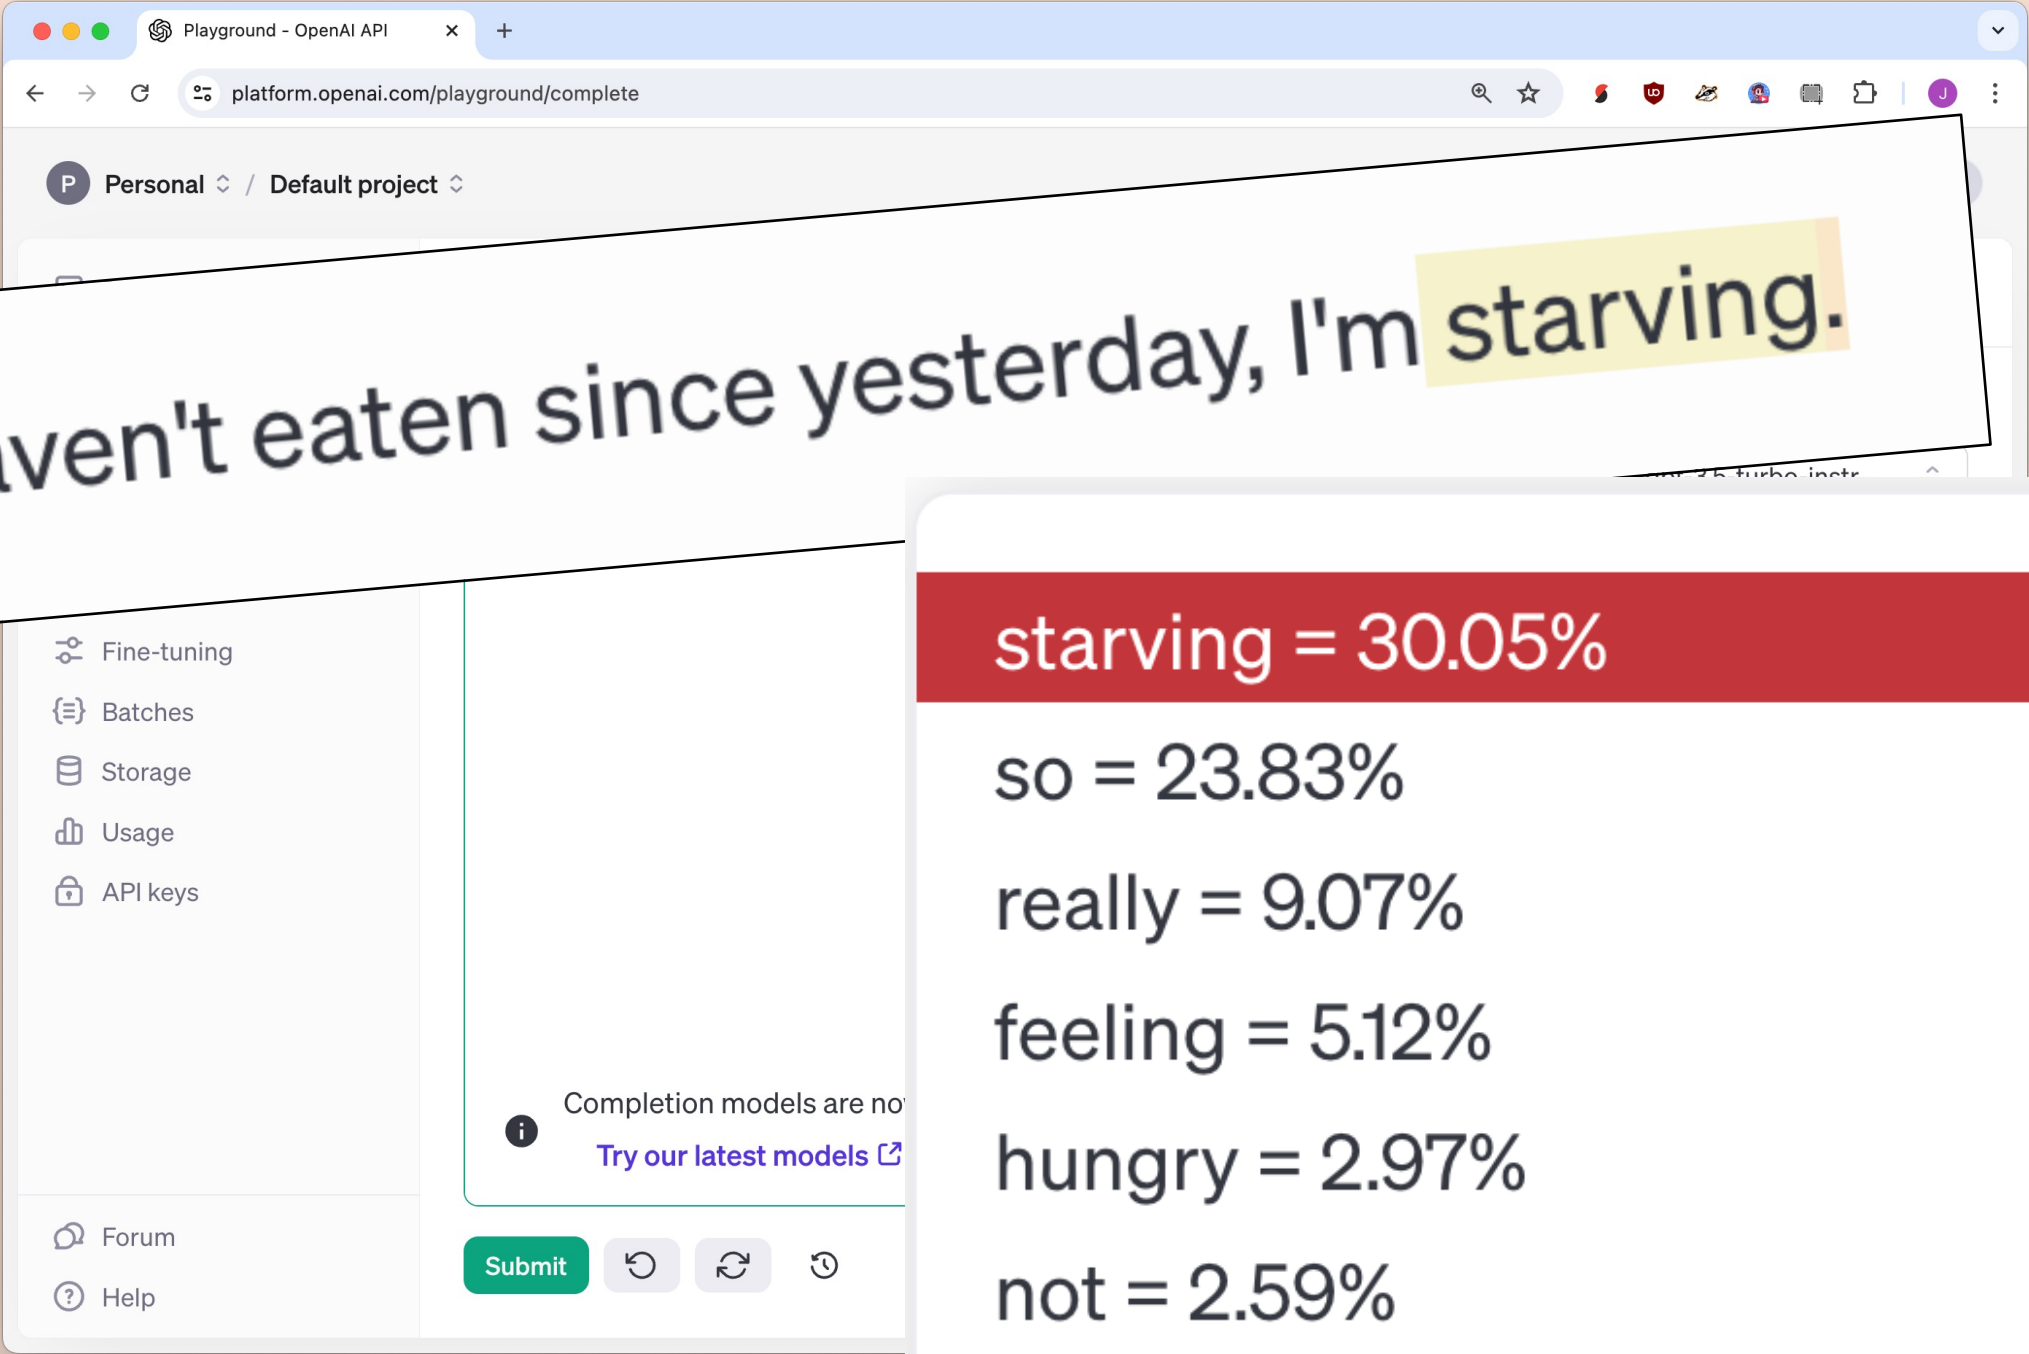 Playground - OpenAI API
platform.openai.com/playground/complete
J
P Personal / Default project
eaten since yesterday, I'm starving.
starving = 30.05%
so = 23.83%
really = 9.07%
feeling = 5.12%
hungry = 2.97%
not = 2.59%
Fine-tuning
Batches
Storage
Usage
API keys
Completion models are
Try our latest models
Submit
Forum
Help